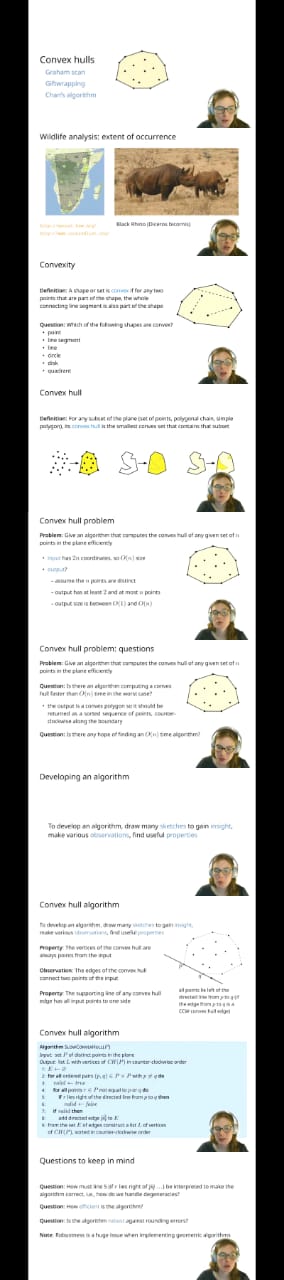 Convex hulls
Graham scan
Giftwrapping
Chan's algorithm
Wildlife analysis: extent of occurrence
Black Rhino (Diceros bicornis)
Convexity
Definition: A shape or set is convex if for any two
points that are part of the shape, the whole
connecting line segment is also part of the shape
Question: Which of the following shapes are convex?
• point
• line segment
• line
• circle
• disk
• quadrant
Convex hull
Definition: For any subset of the plane (set of points, polygonal chain, simple
polygon), its convex hull is the smallest convex set that contains that subset
Convex hull problem
Problem: Give an algorithm that computes the convex hull of any given set of n
points in the plane efficiently
• Input has 2n coordinates, so O(n) size
• output?
– assume the n points are distinct
– output has at least 2 and at most n points
– output size is between O(1) and O(n)
Convex hull problem: questions
Problem: Give an algorithm that computes the convex hull of any given set of n
points in the plane efficiently
Question: Is there an algorithm computing a convex
hull faster than O(n) time in the worst case?
• the output is a convex polygon so it should be
returned as a sorted sequence of points, counter-
clockwise along the boundary
Question: Is there any hope of finding an O(n) time algorithm?
Developing an algorithm
To develop an algorithm, draw many sketches to gain insight,
make various observations, find useful properties
Convex hull algorithm
To develop an algorithm, draw many sketches to gain insight,
make various observations, find useful properties
Property: The vertices of the convex hull are
always points from the input
Observation: The edges of the convex hull
connect two points of the input
Property: The supporting line of any convex hull
edge has all input points to one side
p
q
all points lie left of the
directed line from p to q if
the edge from p to q is a
CCW convex hull edge)
Convex hull algorithm
Algorithm SlowConvexHull(P)
Input: set P of distinct points in the plane
Output: list L with vertices of CH(P) in counter-clockwise order
1. E ← ∅
2. for all ordered pairs (p, q) ∈ P × P with p ≠ q do
3. valid ← true
4. for all points r ∈ P not equal to p or q do
5. if r lies right of the directed line from p to q then
6. valid ← false
7. if valid then
8. add directed edge pq to E
9. from the set E of edges construct a list L of vertices
of CH(P), sorted in counter-clockwise order
Questions to keep in mind
Question: How must line 5 (if r lies right of pq ...) be interpreted to make the
algorithm correct, i.e., how do we handle degeneracies?
Question: How efficient is the algorithm?
Question: Is the algorithm robust against rounding errors?
Note: Robustness is a huge issue when implementing geometric algorithms